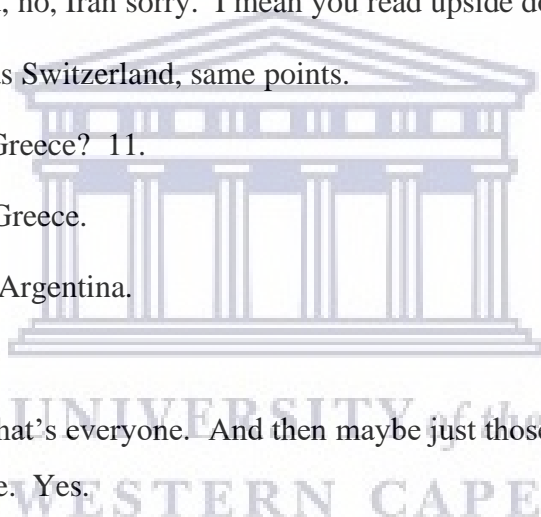 , no, Iran sorry. I mean you read upside d
s Switzerland, same points.
Greece? 11.
Greece.
Argentina.
UNIVERSITY of the
hat's everyone. And then maybe just those
e. Yes.
WESTERN CAPE